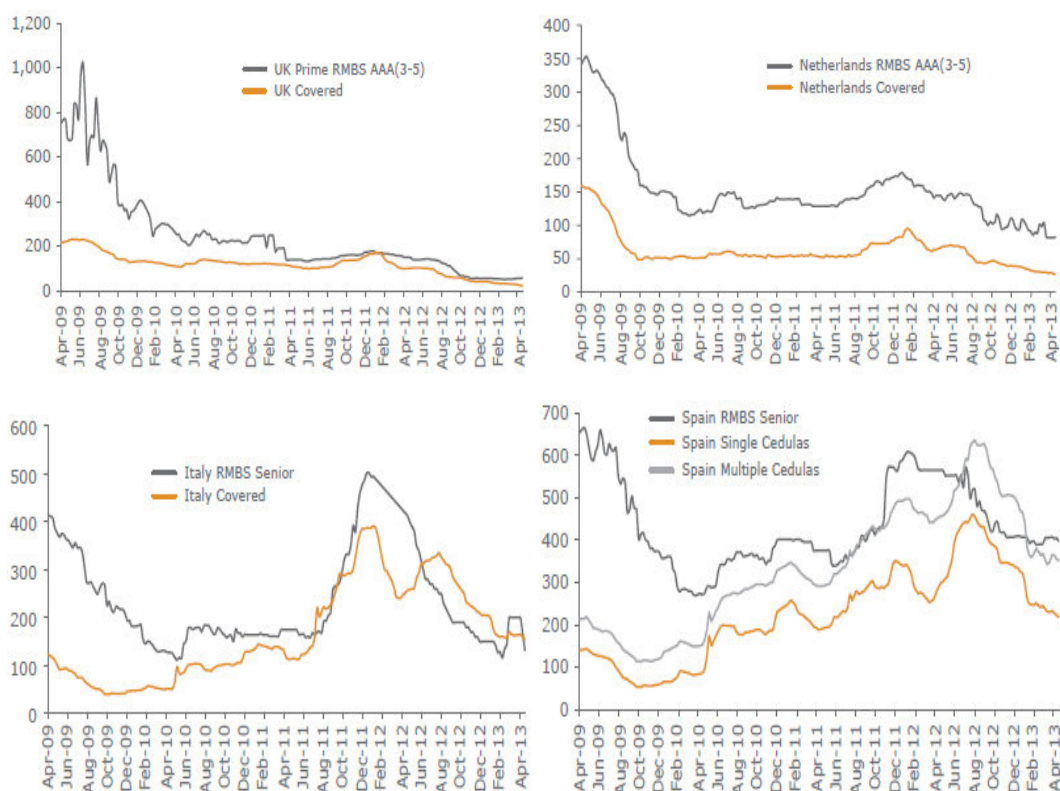 1,200
1,000
800
600
400
200
0
UK Prime RMBS AAA(3-5)
UK Covered
Apr-09
Jun-09
Aug-09
Oct-09
Dec-09
Feb-10
Apr-10
Jun-10
Aug-10
Oct-10
Dec-10
Feb-11
Apr-11
Jun-11
Aug-11
Oct-11
Dec-11
Feb-12
Apr-12
Jun-12
Aug-12
Oct-12
Dec-12
Feb-13
Apr-13
400
350
300
250
200
150
100
50
0
Netherlands RMBS AAA(3-5)
Netherlands Covered
Apr-09
Jun-09
Aug-09
Oct-09
Dec-09
Feb-10
Apr-10
Jun-10
Aug-10
Oct-10
Dec-10
Feb-11
Apr-11
Jun-11
Aug-11
Oct-11
Dec-11
Feb-12
Apr-12
Jun-12
Aug-12
Oct-12
Dec-12
Feb-13
Apr-13
600
500
400
300
200
100
0
Italy RMBS Senior
Italy Covered
Apr-09
Jun-09
Aug-09
Oct-09
Dec-09
Feb-10
Apr-10
Jun-10
Aug-10
Oct-10
Dec-10
Feb-11
Apr-11
Jun-11
Aug-11
Oct-11
Dec-11
Feb-12
Apr-12
Jun-12
Aug-12
Oct-12
Dec-12
Feb-13
Apr-13
700
600
500
400
300
200
100
0
Spain RMBS Senior
Spain Single Cedulas
Spain Multiple Cedulas
Apr-09
Jun-09
Aug-09
Oct-09
Dec-09
Feb-10
Apr-10
Jun-10
Aug-10
Oct-10
Dec-10
Feb-11
Apr-11
Jun-11
Aug-11
Oct-11
Dec-11
Feb-12
Apr-12
Jun-12
Aug-12
Oct-12
Dec-12
Feb-13
Apr-13